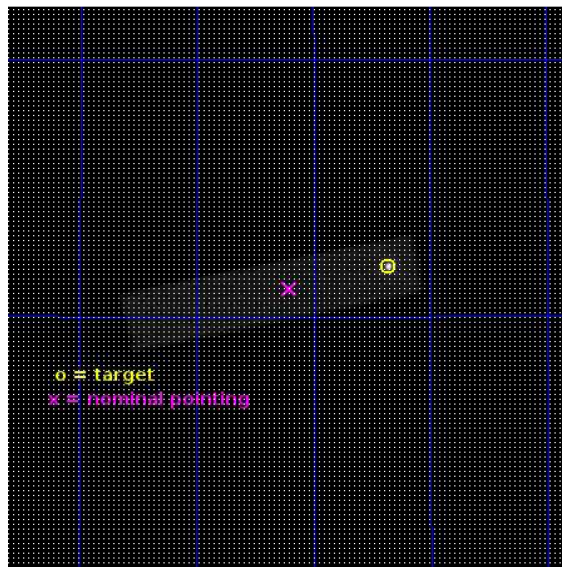 o = target
x = nominal pointing